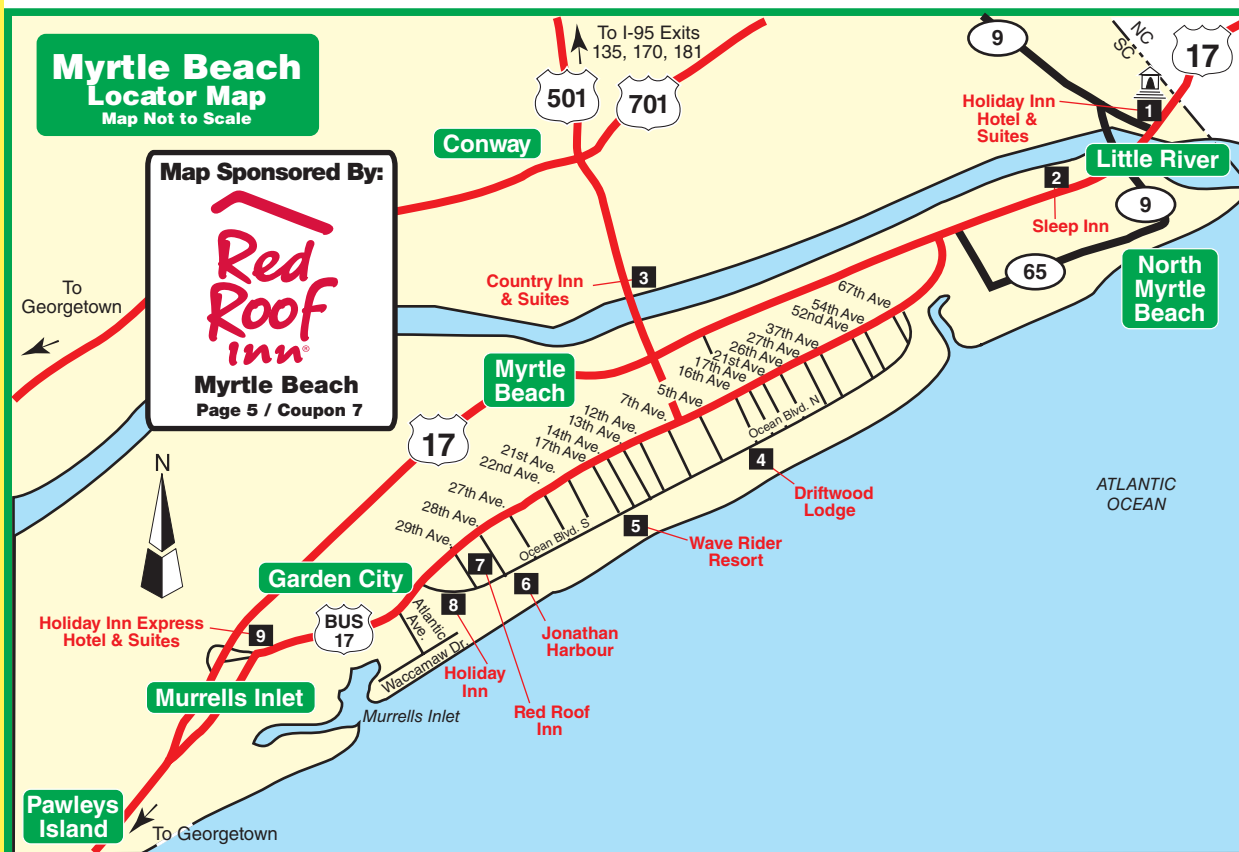 Myrtle Beach
Locator Map
Map Not to Scale
Map Sponsored By:
Red
Roof
Inn®
Myrtle Beach
Page 5 / Coupon 7
To I-95 Exits
135, 170, 181
501
701
Conway
9
NC
SC
17
Holiday Inn
Hotel &
Suites
1
Little River
2
Sleep Inn
9
65
North
Myrtle
Beach
To
Georgetown
Country Inn
& Suites
3
Myrtle
Beach
17
67th Ave.
54th Ave.
52nd Ave.
37th Ave.
27th Ave.
26th Ave.
21st Ave.
17th Ave
16th Ave
5th Ave
7th Ave.
12th Ave.
13th Ave.
14th Ave.
17th Ave.
21st Ave.
22nd Ave.
27th Ave.
28th Ave.
29th Ave.
Ocean Blvd. N
Ocean Blvd. S
4
Driftwood
Lodge
5
Wave Rider
Resort
6
Jonathan
Harbour
7
Red Roof
Inn
8
Holiday
Inn
ATLANTIC
OCEAN
N
Garden City
BUS
17
Atlantic
Ave.
Waccamaw Dr.
Holiday Inn Express
Hotel & Suites
9
Murrells Inlet
Murrells Inlet
Pawleys
Island
To Georgetown